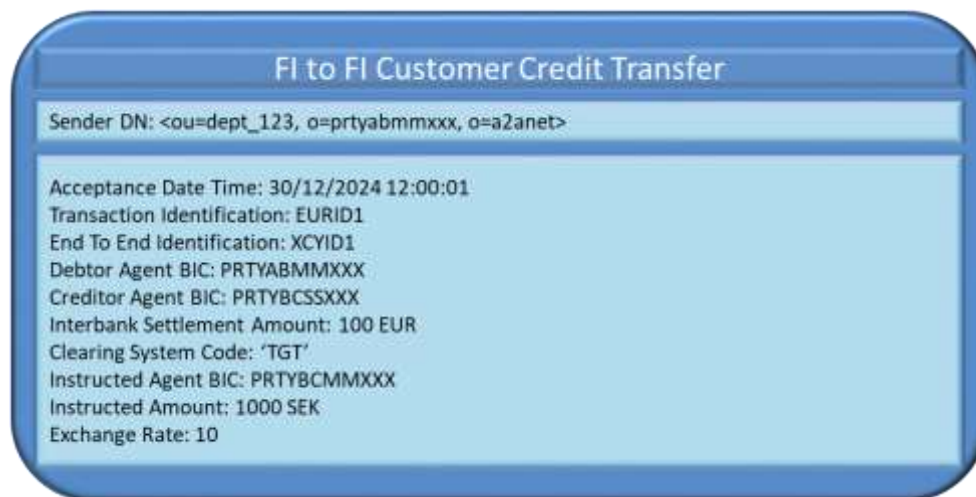 FI to FI Customer Credit Transfer
Sender DN: <ou=dept_123, o=prtyabmmxxx, o=a2anet>
Acceptance Date Time: 30/12/2024 12:00:01
Transaction Identification: EURID1
End To End Identification: XCYID1
Debtor Agent BIC: PRTYABMMXXX
Creditor Agent BIC: PRTYBCSSXXX
Interbank Settlement Amount: 100 EUR
Clearing System Code: ‘TGT’
Instructed Agent BIC: PRTYBCMMXXX
Instructed Amount: 1000 SEK
Exchange Rate: 10